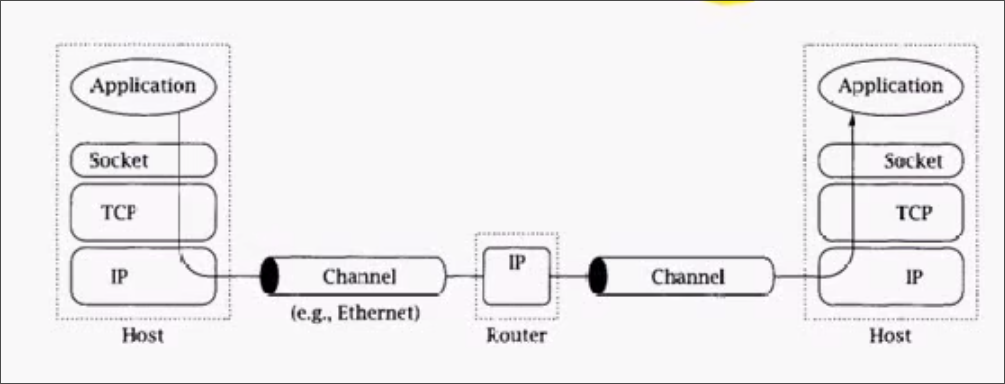 Application
Socket
TCP
IP
Host
Channel
(e.g., Ethernet)
IP
Router
Channel
Application
Socket
TCP
IP
Host